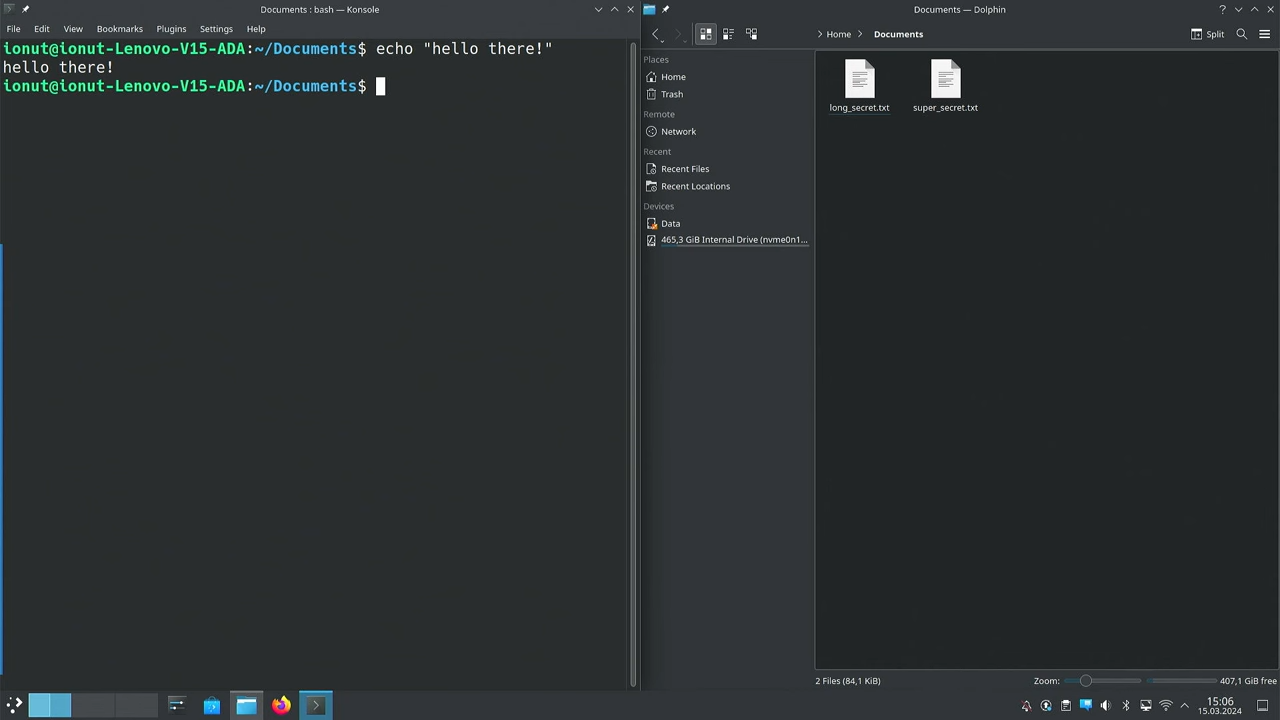 Documents : bash — Konsole
File Edit View Bookmarks Plugins Settings Help
ionut@ionut-Lenovo-V15-ADA:~/Documents$ echo "hello there!"
hello there!
ionut@ionut-Lenovo-V15-ADA:~/Documents$
Documents — Dolphin
Home Documents
Split
Places
Home
Trash
Remote
Network
Recent
Recent Files
Recent Locations
Devices
Data
465,3 GiB Internal Drive (nvme0n1...
long_secret.txt super_secret.txt
2 Files (84,1 KiB)
Zoom:
407,1 GiB free
15:06
15.03.2024